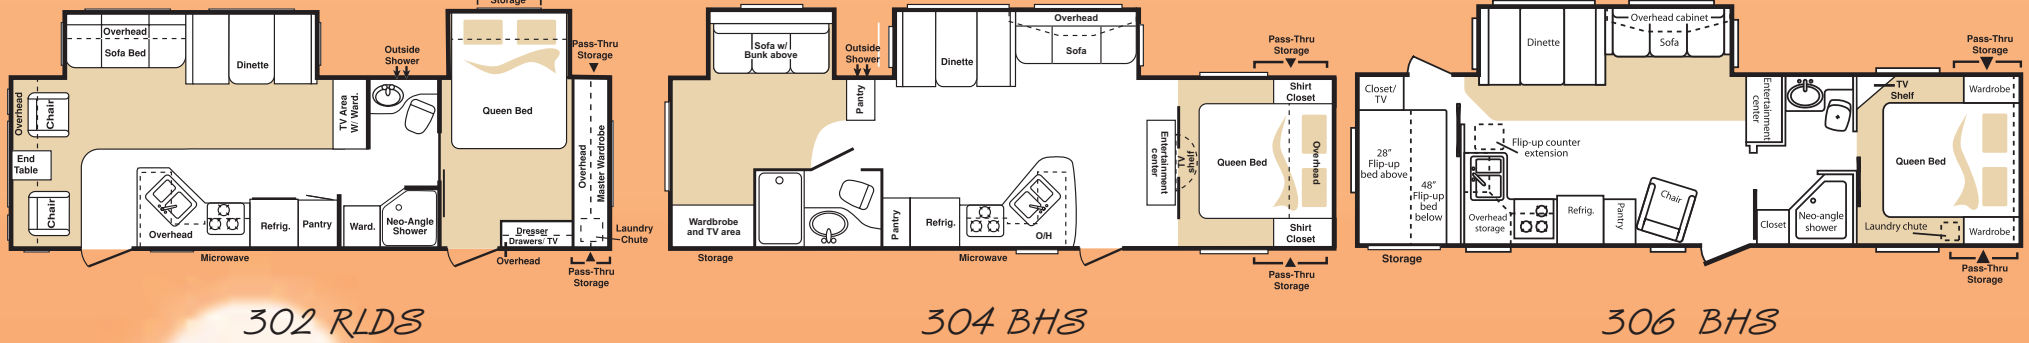 Storage
Overhead
Sofa Bed
Dinette
Outside
Shower
Pass-Thru
Storage
Overhead
Chair
End
Table
Chair
TV Area
W/ Ward.
Queen Bed
Overhead
Master Wardrobe
Overhead
Refrig.
Pantry
Ward.
Neo-Angle
Shower
Dresser
Drawers/ TV
Overhead
Laundry
Chute
Microwave
Pass-Thru
Storage
302 RLDS
Sofa w/
Bunk above
Outside
Shower
Pantry
Dinette
Overhead
Sofa
Pass-Thru
Storage
Shirt
Closet
Entertainment
center
TV
shelf
Queen Bed
Overhead
Wardbrobe
and TV area
Pantry
Refrig.
O/H
Shirt
Closet
Storage
Microwave
Pass-Thru
Storage
304 BHS
Dinette
Overhead cabinet
Sofa
Pass-Thru
Storage
Closet/
TV
Entertainment
center
TV
Shelf
Wardrobe
28"
Flip-up
bed above
48"
Flip-up
bed
below
Flip-up counter
extension
Queen Bed
Overhead
storage
Refrig.
Pantry
Chair
Closet
Neo-angle
shower
Laundry chute
Wardrobe
Storage
Pass-Thru
Storage
306 BHS